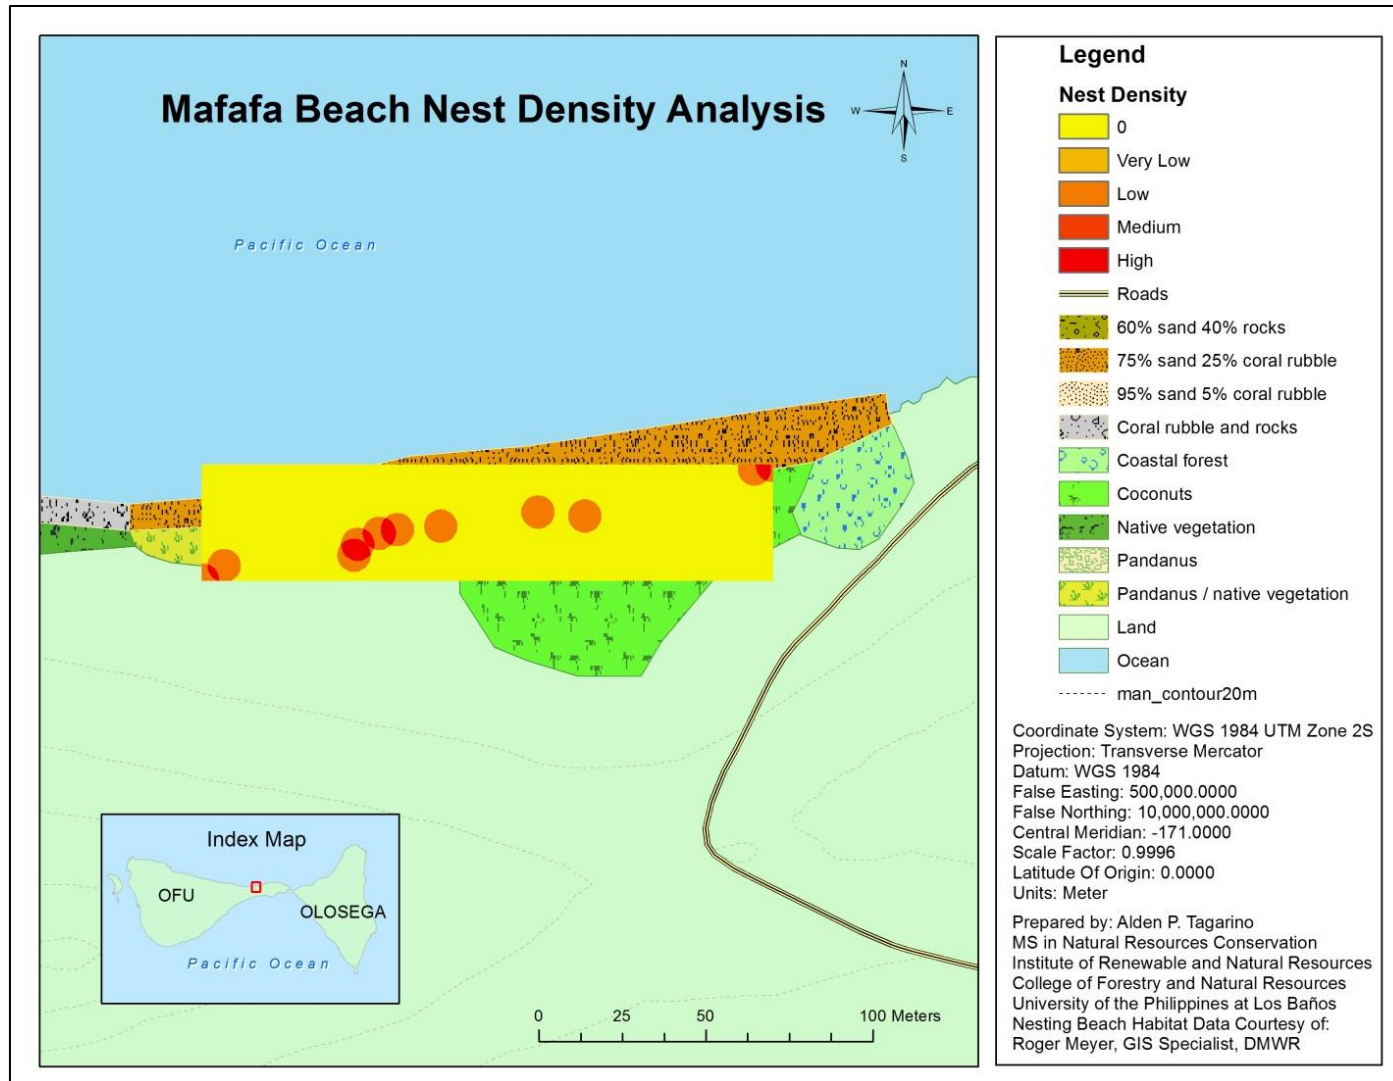 Mafafa Beach Nest Density Analysis
N
W
E
S
Pacific Ocean
Index Map
OFU
OLOSEGA
Pacific Ocean
0 25 50 100 Meters
Legend
Nest Density
0
Very Low
Low
Medium
High
Roads
60% sand 40% rocks
75% sand 25% coral rubble
95% sand 5% coral rubble
Coral rubble and rocks
Coastal forest
Coconuts
Native vegetation
Pandanus
Pandanus / native vegetation
Land
Ocean
man_contour20m
Coordinate System: WGS 1984 UTM Zone 2S
Projection: Transverse Mercator
Datum: WGS 1984
False Easting: 500,000.0000
False Northing: 10,000,000.0000
Central Meridian: -171.0000
Scale Factor: 0.9996
Latitude Of Origin: 0.0000
Units: Meter
Prepared by: Alden P. Tagarino
MS in Natural Resources Conservation
Institute of Renewable and Natural Resources
College of Forestry and Natural Resources
University of the Philippines at Los Baños
Nesting Beach Habitat Data Courtesy of:
Roger Meyer, GIS Specialist, DMWR